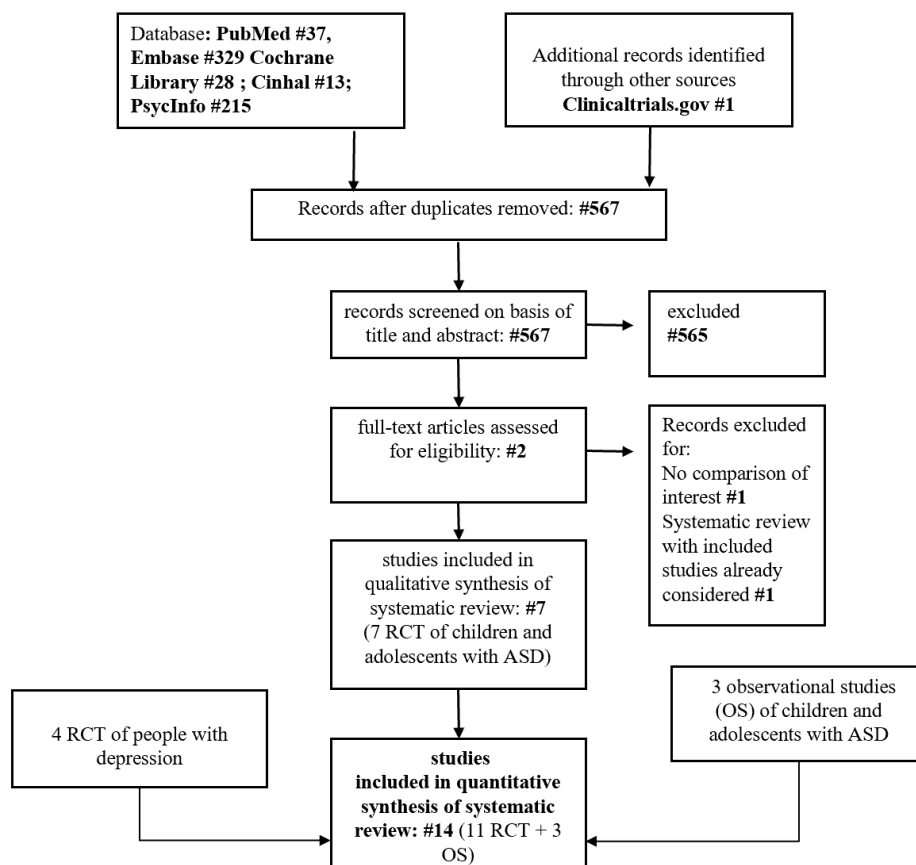 Database: PubMed #37,
Embase #329 Cochrane
Library #28 ; Cinhal #13;
PsycInfo #215
Additional records identified
through other sources
Clinicaltrials.gov #1
Records after duplicates removed: #567
records screened on basis of
title and abstract: #567
excluded
#565
full-text articles assessed
for eligibility: #2
Records excluded
for:
No comparison of
interest #1
Systematic review
with included
studies already
considered #1
studies included in
qualitative synthesis of
systematic review: #7
(7 RCT of children and
adolescents with ASD)
4 RCT of people with
depression
3 observational studies
(OS) of children and
adolescents with ASD
studies
included in quantitative
synthesis of systematic
review: #14 (11 RCT + 3
OS)